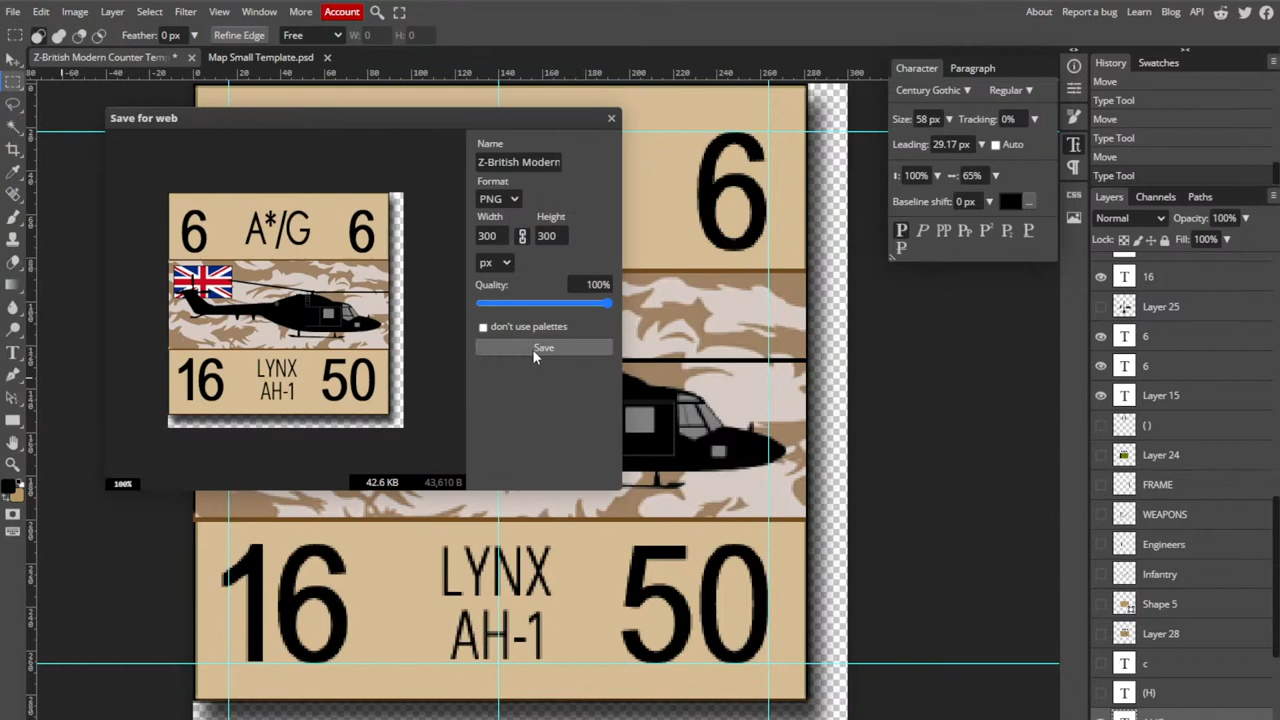 File Edit Image Layer Select Filter View Window More Account About Report a bug Learn Blog API
Feather: 0 px Refine Edge Free W: 0 H: 0
Z-British Modern Counter Tem * Map Small Template.psd
Save for web
Name
Z-British Modern
Format
PNG
Width Height
300 300
px
Quality: 100%
don't use palettes
Save
6 A*/G 6
16 LYNX 50
AH-1
100% 42.6 KB 43,610 B
6
16 LYNX 50
AH-1
Character Paragraph
Century Gothic Regular
Size: 58 px Tracking: 0%
Leading: 29.17 px Auto
100% 65%
Baseline shift: 0 px ...
History Swatches
Move
Type Tool
Move
Type Tool
Move
Type Tool
Layers Channels Paths
Normal Opacity: 100%
Lock: Fill: 100%
16
Layer 25
6
6
Layer 15
( )
Layer 24
FRAME
WEAPONS
Engineers
Infantry
Shape 5
Layer 28
c
(H)